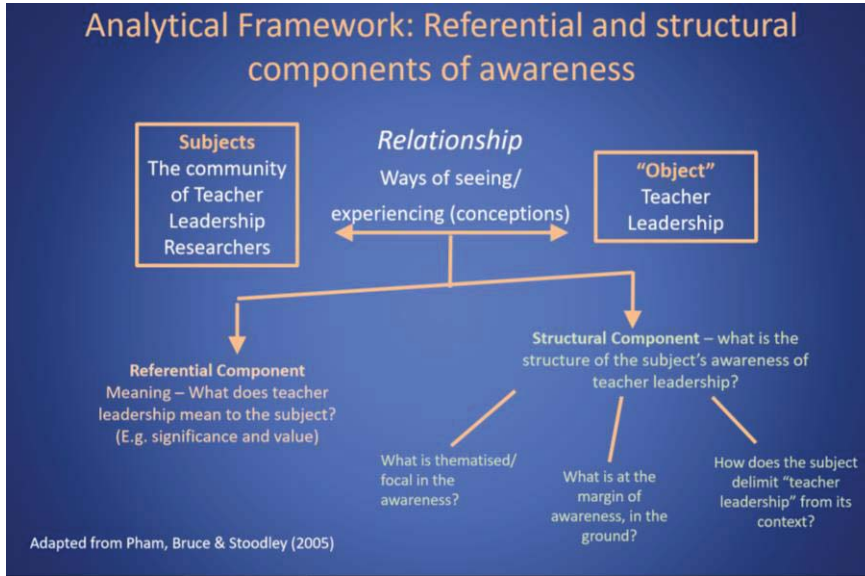 Analytical Framework: Referential and structural
components of awareness
Subjects
The community
of Teacher
Leadership
Researchers
Relationship
Ways of seeing/
experiencing (conceptions)
“Object”
Teacher
Leadership
Referential Component
Meaning – What does teacher
leadership mean to the subject?
(E.g. significance and value)
Structural Component – what is the
structure of the subject’s awareness of
teacher leadership?
What is thematised/
focal in the
awareness?
What is at the
margin of
awareness, in the
ground?
How does the subject
delimit “teacher
leadership” from its
context?
Adapted from Pham, Bruce & Stoodley (2005)